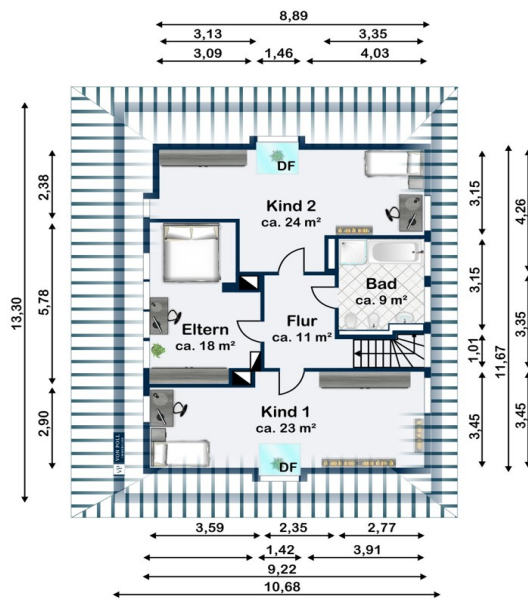 8,89
3,13
3,35
3,09
1,46
4,03
2,38
5,78
2,90
13,30
DF
Kind 2
ca. 24 m²
Bad
ca. 9 m²
Eltern
ca. 18 m²
Flur
ca. 11 m²
Kind 1
ca. 23 m²
DF
3,15
3,15
1,01
3,45
4,26
3,35
3,45
11,67
VP VON POLL
3,59
2,35
2,77
1,42
3,91
9,22
10,68